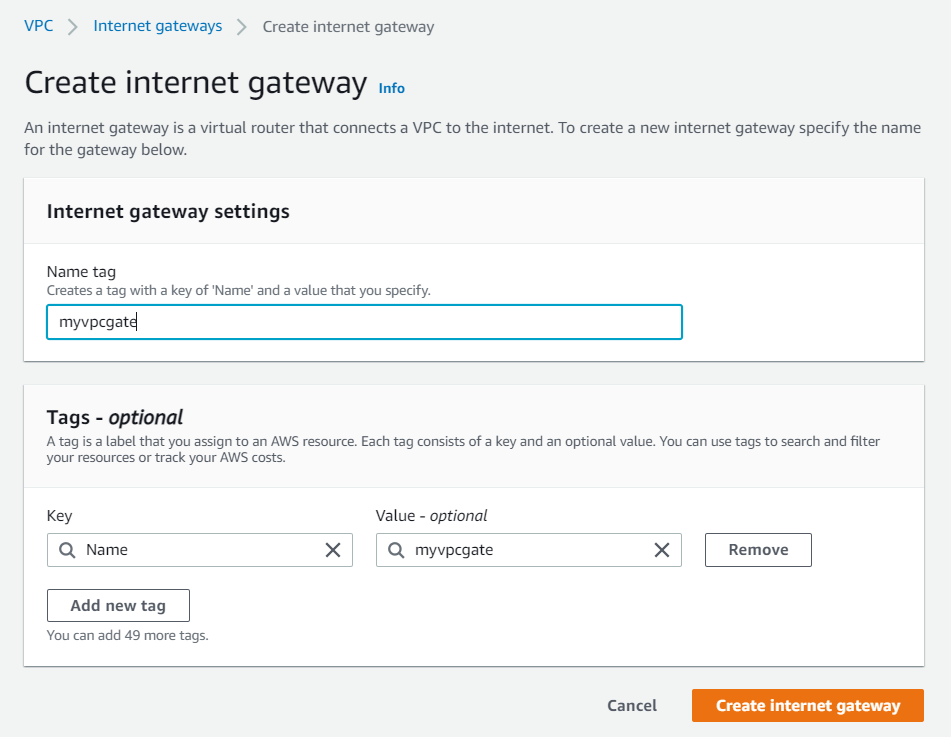 VPC > Internet gateways > Create internet gateway
Create internet gateway Info
An internet gateway is a virtual router that connects a VPC to the internet. To create a new internet gateway specify the name
for the gateway below.
Internet gateway settings
Name tag
Creates a tag with a key of 'Name' and a value that you specify.
myvpcgate
Tags - optional
A tag is a label that you assign to an AWS resource. Each tag consists of a key and an optional value. You can use tags to search and filter
your resources or track your AWS costs.
Key Value - optional
Name myvpcgate Remove
Add new tag
You can add 49 more tags.
Cancel Create internet gateway